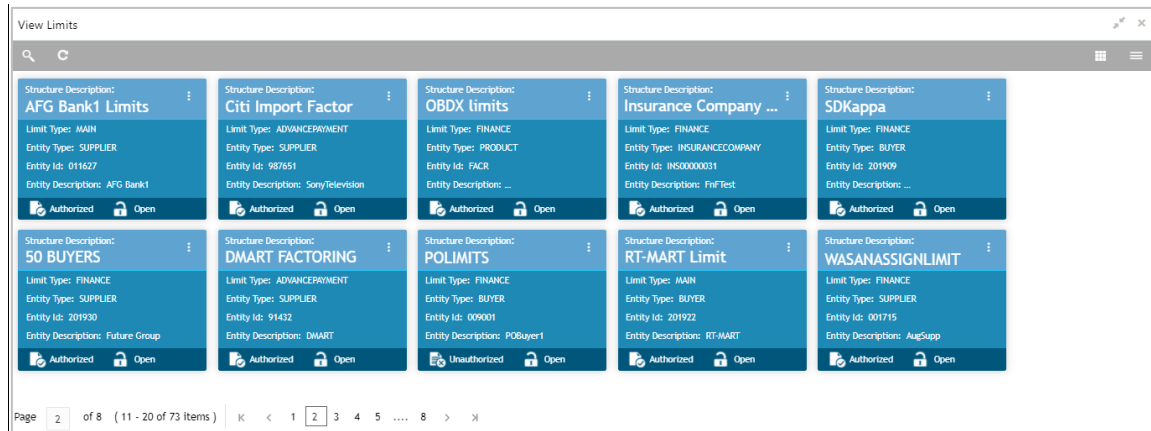 View Limits
Structure Description:
AFG Bank1 Limits
Limit Type: MAIN
Entity Type: SUPPLIER
Entity Id: 011627
Entity Description: AFG Bank1
Authorized Open
Structure Description:
Citi Import Factor
Limit Type: ADVANCEPAYMENT
Entity Type: SUPPLIER
Entity Id: 987651
Entity Description: SonyTelevision
Authorized Open
Structure Description:
OBDX limits
Limit Type: FINANCE
Entity Type: PRODUCT
Entity Id: FACR
Entity Description: ...
Authorized Open
Structure Description:
Insurance Company ...
Limit Type: FINANCE
Entity Type: INSURANCECOMPANY
Entity Id: INS00000031
Entity Description: FnFTest
Authorized Open
Structure Description:
SDKappa
Limit Type: FINANCE
Entity Type: BUYER
Entity Id: 201909
Entity Description: ...
Authorized Open
Structure Description:
50 BUYERS
Limit Type: FINANCE
Entity Type: SUPPLIER
Entity Id: 201930
Entity Description: Future Group
Authorized Open
Structure Description:
DMART FACTORING
Limit Type: ADVANCEPAYMENT
Entity Type: SUPPLIER
Entity Id: 91432
Entity Description: DMART
Authorized Open
Structure Description:
POLIMITS
Limit Type: FINANCE
Entity Type: BUYER
Entity Id: 009001
Entity Description: POBuyer1
Unauthorized Open
Structure Description:
RT-MART Limit
Limit Type: MAIN
Entity Type: BUYER
Entity Id: 201922
Entity Description: RT-MART
Authorized Open
Structure Description:
WASANASSIGNLIMIT
Limit Type: FINANCE
Entity Type: SUPPLIER
Entity Id: 001715
Entity Description: AugSupp
Authorized Open
Page 2 of 8 ( 11 - 20 of 73 items ) 1 2 3 4 5 .... 8